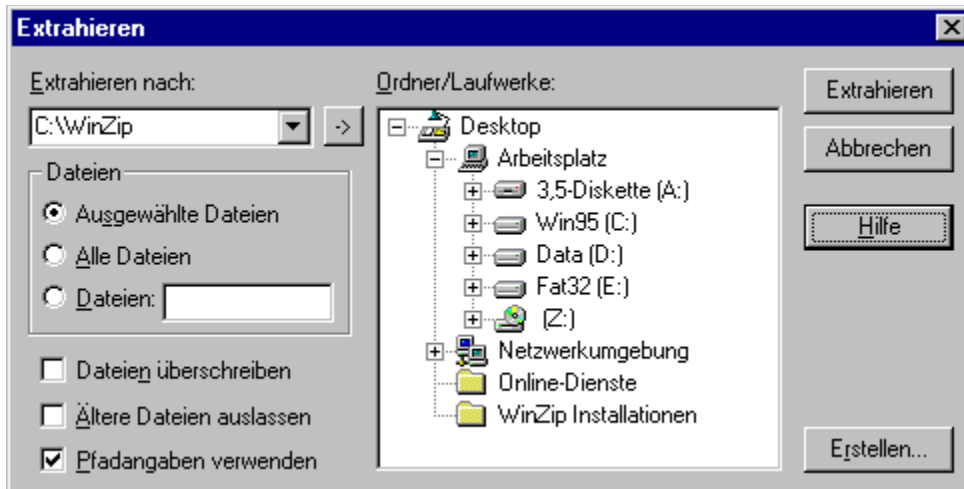 Extrahieren
Extrahieren nach:
C:\WinZip
->
Dateien
Ausgewählte Dateien
Alle Dateien
Dateien:
Dateien überschreiben
Ältere Dateien auslassen
Pfadangaben verwenden
Ordner/Laufwerke:
Desktop
Arbeitsplatz
3,5-Diskette (A:)
Win95 (C:)
Data (D:)
Fat32 (E:)
(Z:)
Netzwerkumgebung
Online-Dienste
WinZip Installationen
Extrahieren
Abbrechen
Hilfe
Erstellen...